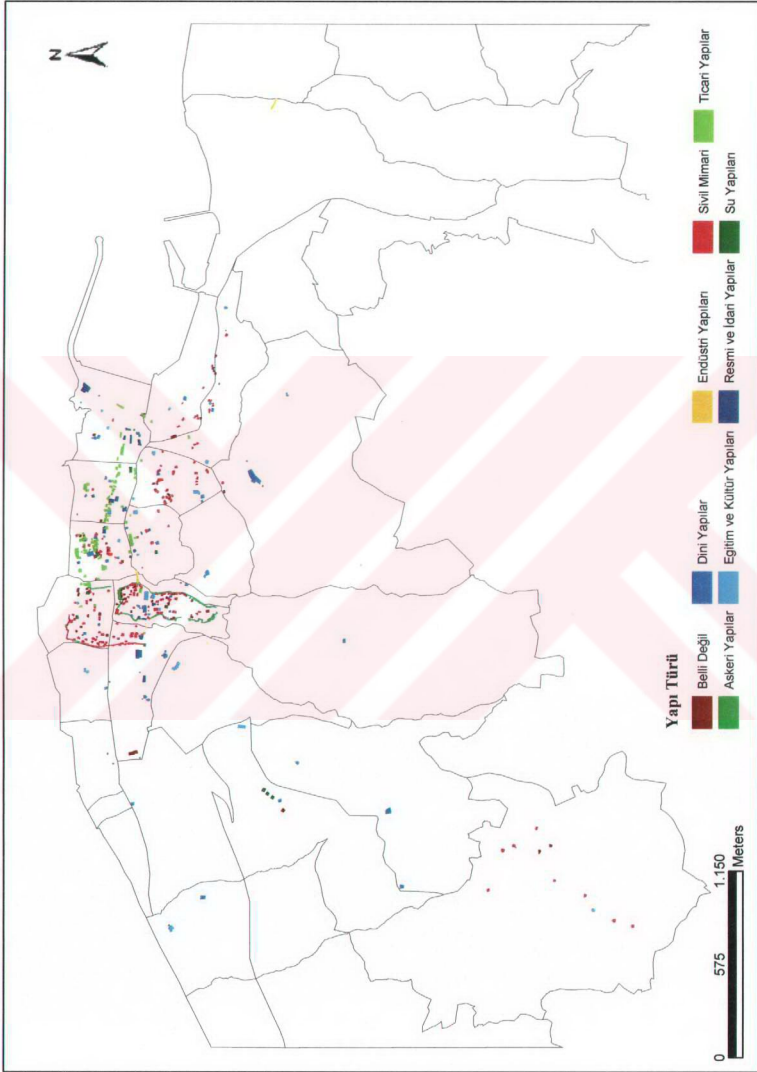 N
Yapı Türü
Belli Değil
Dini Yapılar
Endüstri Yapıları
Sivil Mimari
Ticari Yapılar
Askeri Yapılar
Eğitim ve Kültür Yapıları
Resmi ve İdari Yapılar
Su Yapıları
0 575 1.150
Meters